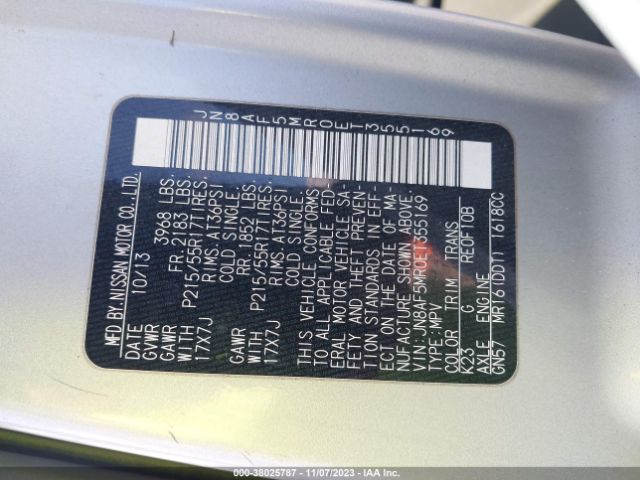 JN8AF5MR0ET355169
MFD BY NISSAN MOTOR CO.,LTD.
DATE 10/13
GVWR 3968 LBS.
GAWR FR.2183 LBS.
WITH P215/55R17TIRES.
17X7J RIMS.AT36PSI
COLD SINGLE.
GAWR RR.1852 LBS.
WITH P215/55R17TIRES.
17X7J RIMS.AT36PSI
COLD SINGLE.
THIS VEHICLE CONFORMS
TO ALL APPLICABLE FED-
ERAL MOTOR VEHICLE SA-
FETY AND THEFT PREVEN-
TION STANDARDS IN EFF-
ECT ON THE DATE OF MA-
NUFACTURE SHOWN ABOVE.
VIN:JN8AF5MR0ET355169
TYPE:MPV
COLOR TRIM TRANS
K23 G RE0F10B
AXLE ENGINE
GN57 MR16(DDT) 1618CC
000-38025787 - 11/07/2023 - IAA Inc.